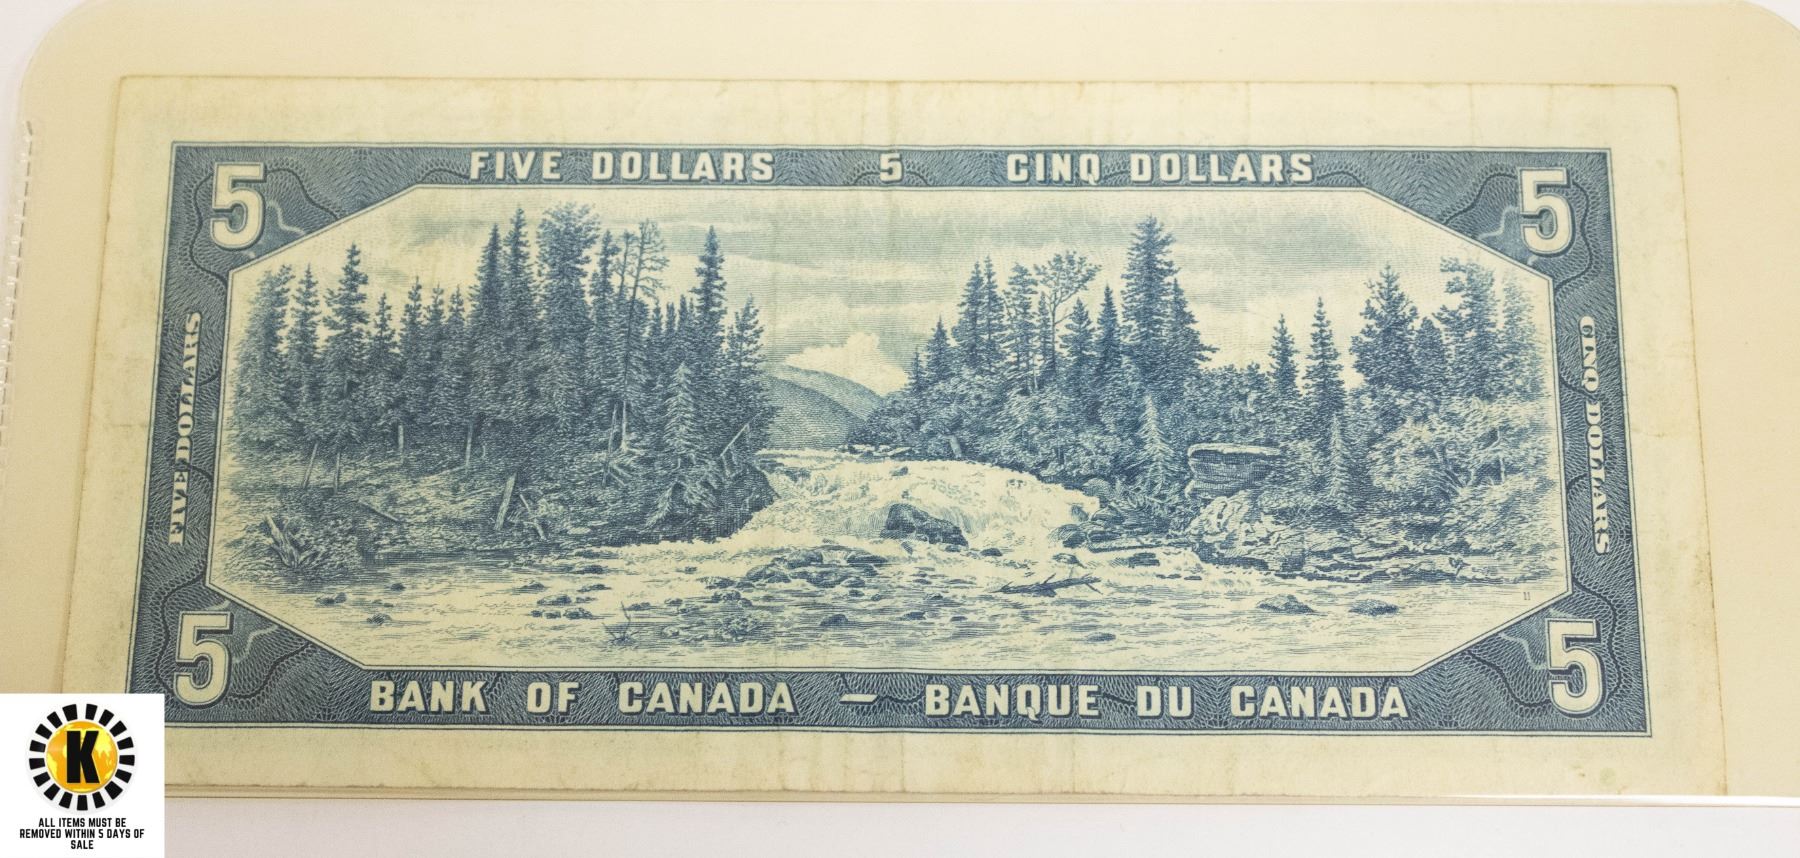 FIVE DOLLARS 5 CINQ DOLLARS
5 5
FIVE DOLLARS
CINQ DOLLARS
11
5 5
BANK OF CANADA – BANQUE DU CANADA
K
ALL ITEMS MUST BE
REMOVED WITHIN 5 DAYS OF
SALE